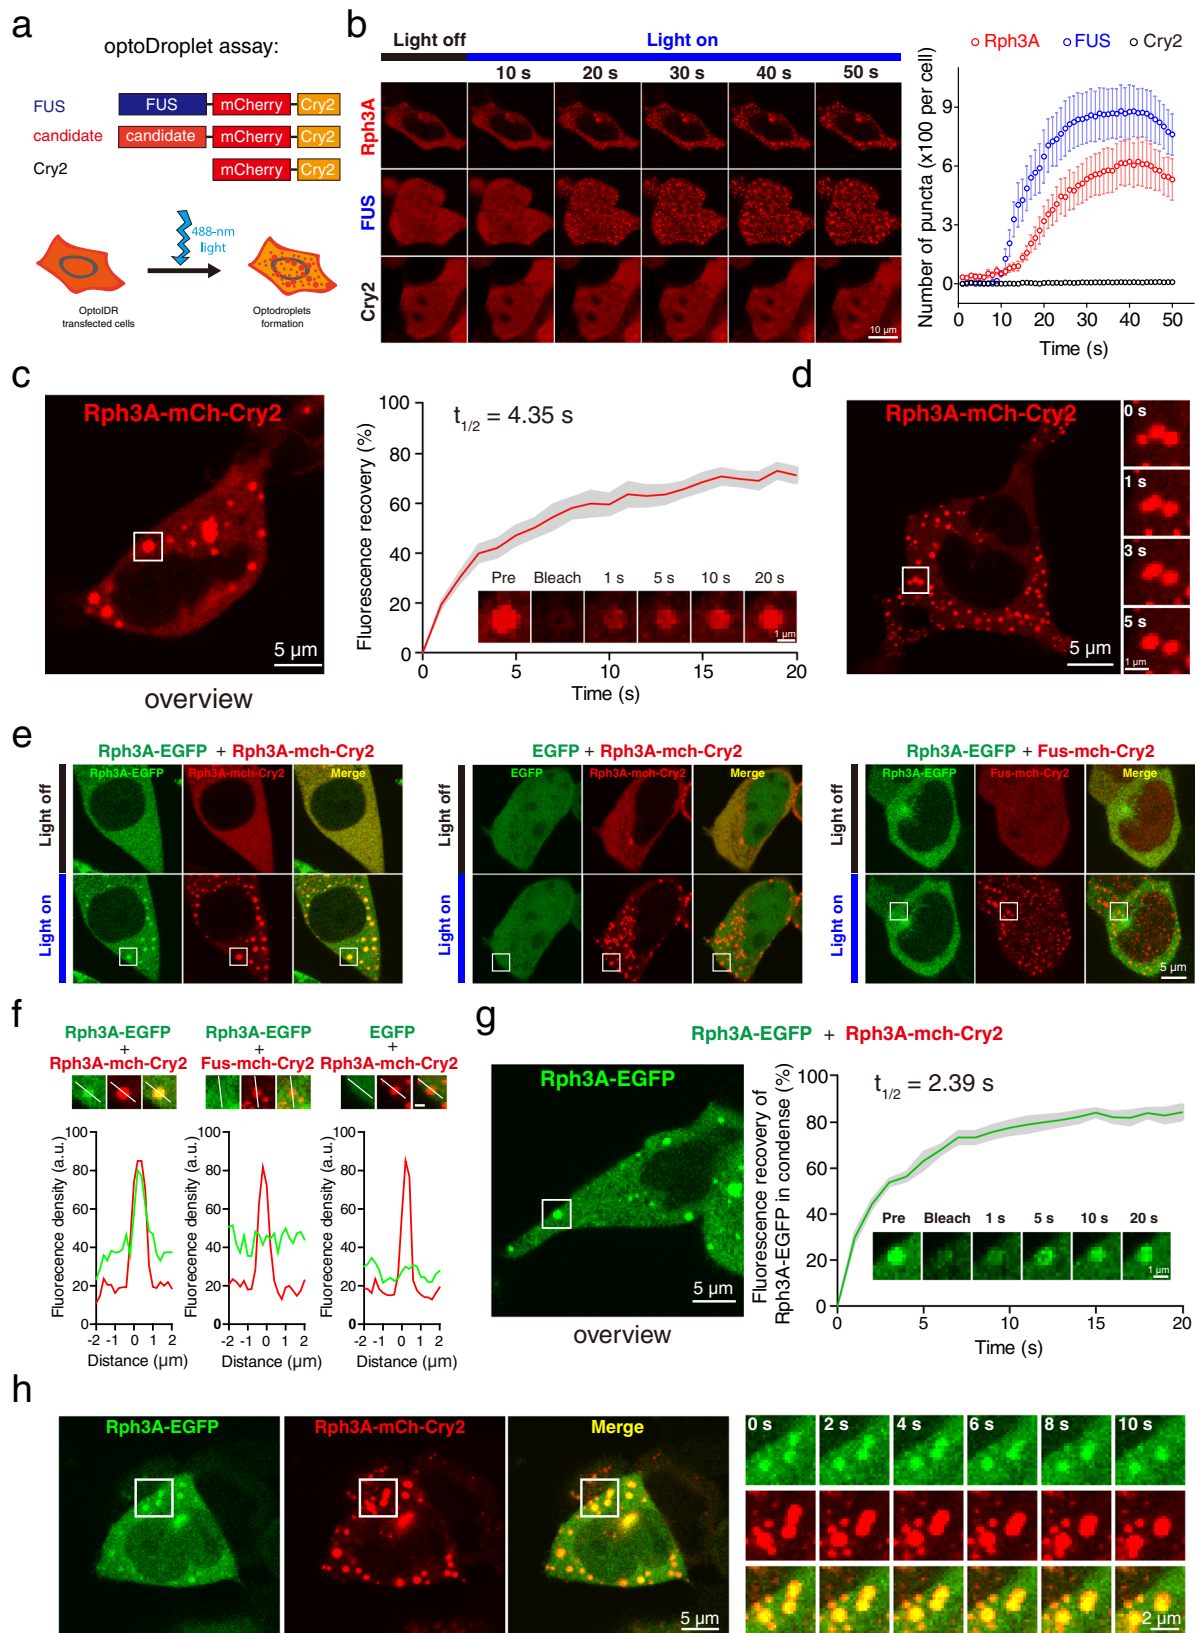 a
optoDroplet assay:
FUS
FUS
mCherry
Cry2
candidate
candidate
mCherry
Cry2
Cry2
mCherry
Cry2
488-nm
light
OptoIDR
transfected cells
Optodroplets
formation
b
Light off
Light on
10 s
20 s
30 s
40 s
50 s
Rph3A
FUS
Cry2
10 µm
Rph3A
FUS
Cry2
Number of puncta (x100 per cell)
9
6
3
0
0
10
20
30
40
50
Time (s)
c
Rph3A-mCh-Cry2
5 µm
overview
Fluorescence recovery (%)
100
80
60
40
20
0
t1/2 = 4.35 s
Pre
Bleach
1 s
5 s
10 s
20 s
1 µm
0
5
10
15
20
Time (s)
d
Rph3A-mCh-Cry2
5 µm
0 s
1 s
3 s
5 s
1 µm
e
Rph3A-EGFP + Rph3A-mch-Cry2
Rph3A-EGFP
Rph3A-mch-Cry2
Merge
Light off
Light on
EGFP + Rph3A-mch-Cry2
EGFP
Rph3A-mch-Cry2
Merge
Light off
Light on
Rph3A-EGFP + Fus-mch-Cry2
Rph3A-EGFP
Fus-mch-Cry2
Merge
Light off
Light on
5 µm
f
Rph3A-EGFP
+
Rph3A-mch-Cry2
Rph3A-EGFP
+
Fus-mch-Cry2
EGFP
+
Rph3A-mch-Cry2
Fluorecence density (a.u.)
100
80
60
40
20
0
-2
-1
0
1
2
Distance (µm)
Fluorecence density (a.u.)
100
80
60
40
20
0
-2
-1
0
1
2
Distance (µm)
Fluorecence density (a.u.)
100
80
60
40
20
0
-2
-1
0
1
2
Distance (µm)
g
Rph3A-EGFP + Rph3A-mch-Cry2
Rph3A-EGFP
5 µm
overview
Fluorescence recovery of
Rph3A-EGFP in condense (%)
100
80
60
40
20
0
t1/2 = 2.39 s
Pre
Bleach
1 s
5 s
10 s
20 s
1 µm
0
5
10
15
20
Time (s)
h
Rph3A-EGFP
Rph3A-mCh-Cry2
Merge
5 µm
0 s
2 s
4 s
6 s
8 s
10 s
2 µm